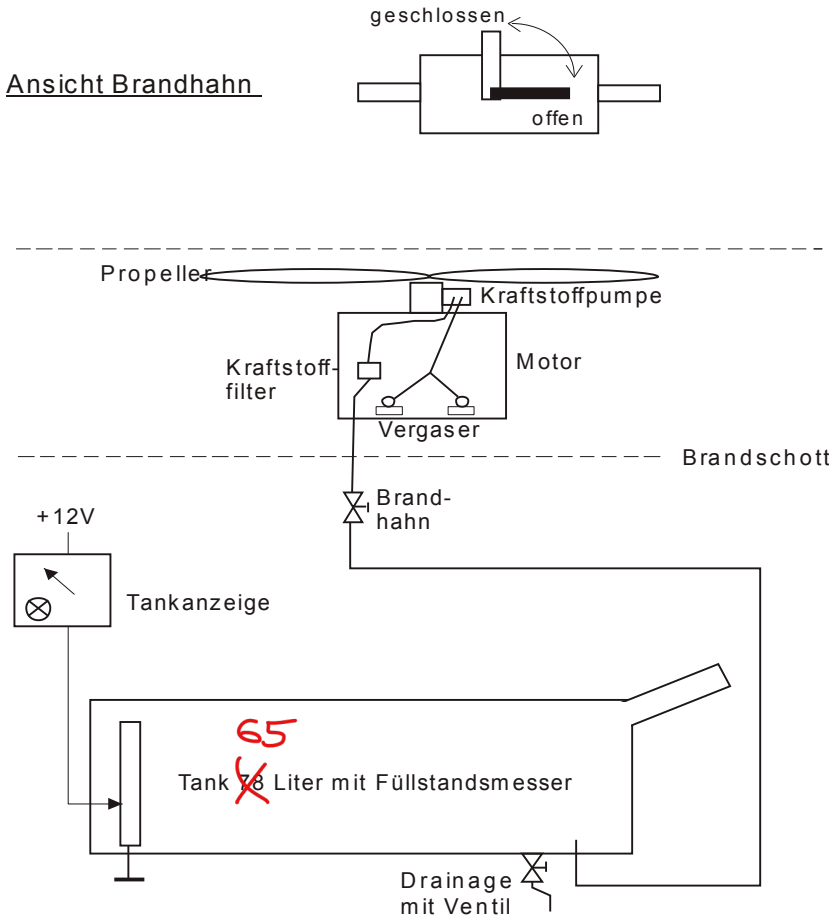 geschlossen
Ansicht Brandhahn
offen
Propeller
Kraftstoffpumpe
Kraftstoff-
filter
Motor
Vergaser
Brandschott
Brand-
hahn
+12V
Tankanzeige
65
Tank 78 Liter mit Füllstandsmesser
Drainage
mit Ventil